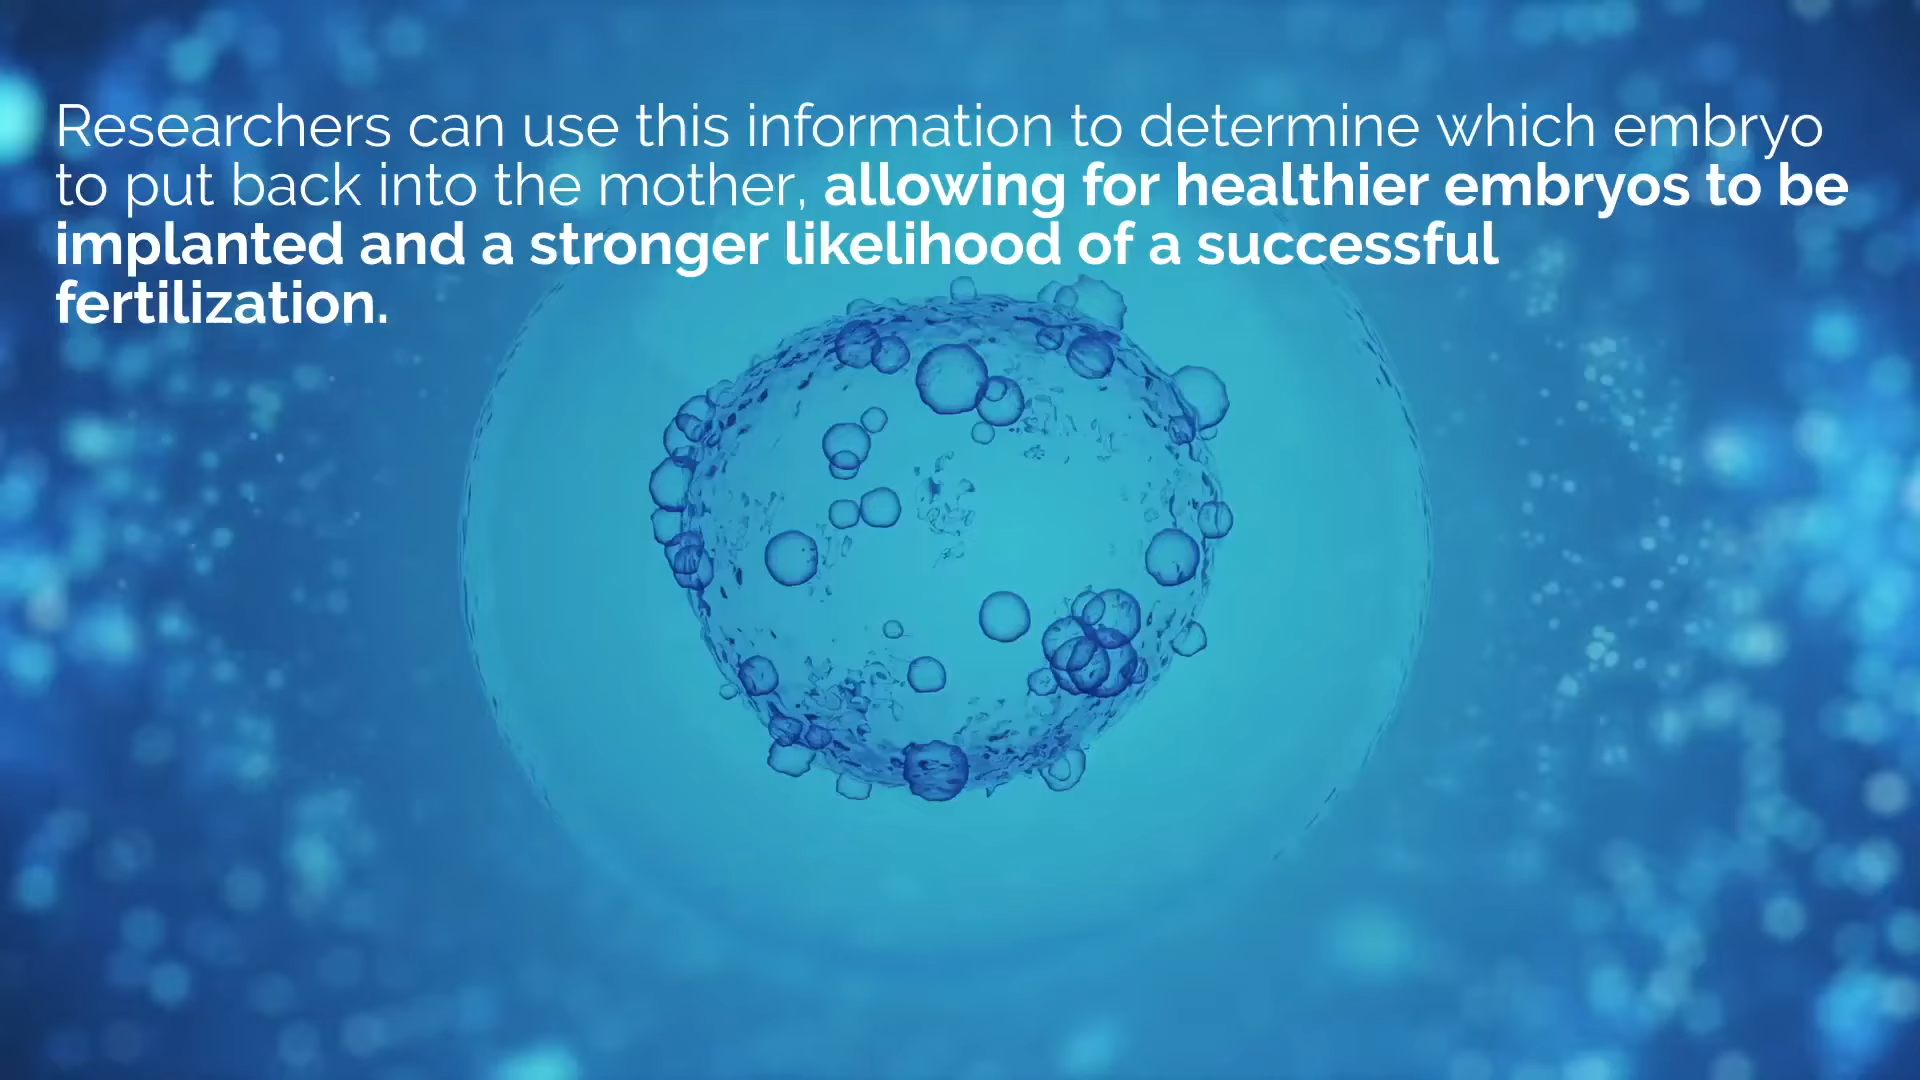 Researchers can use this information to determine which embryo
to put back into the mother, allowing for healthier embryos to be
implanted and a stronger likelihood of a successful
fertilization.